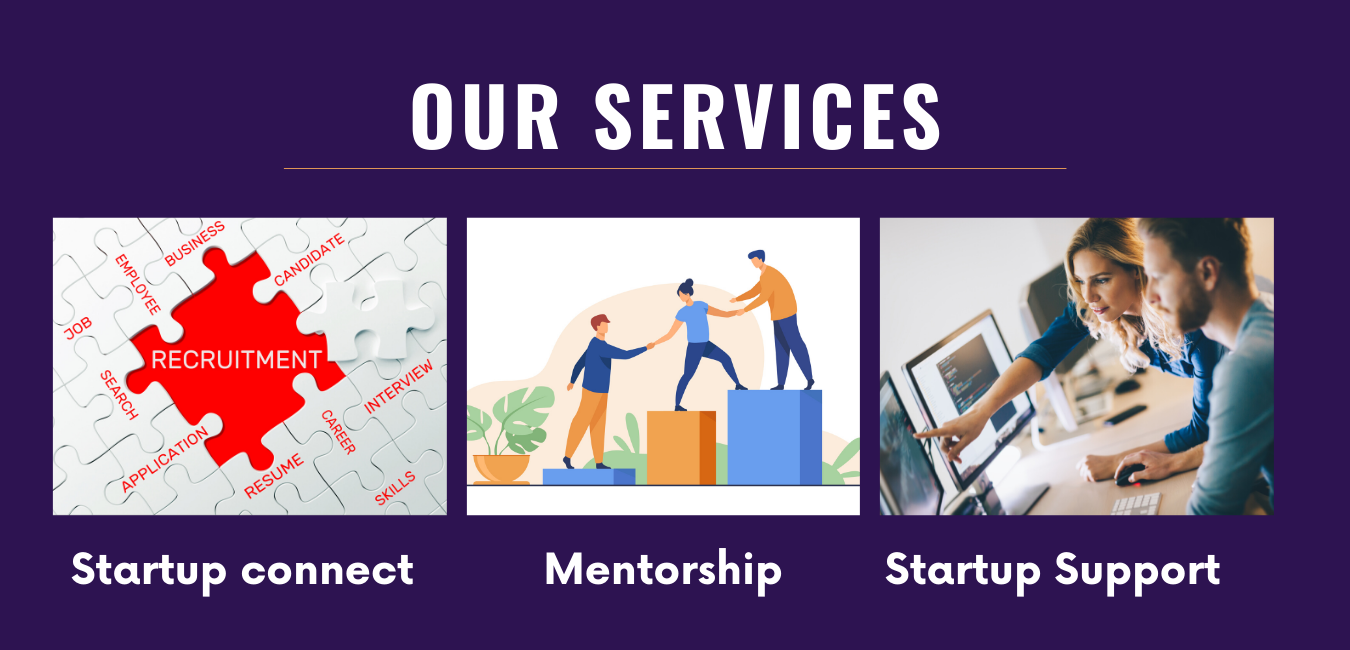 OUR SERVICES
BUSINESS
CANDIDATE
EMPLOYEE
JOB
RECRUITMENT
SEARCH
INTERVIEW
CAREER
APPLICATION
RESUME
SKILLS
Startup connect
Mentorship
Startup Support